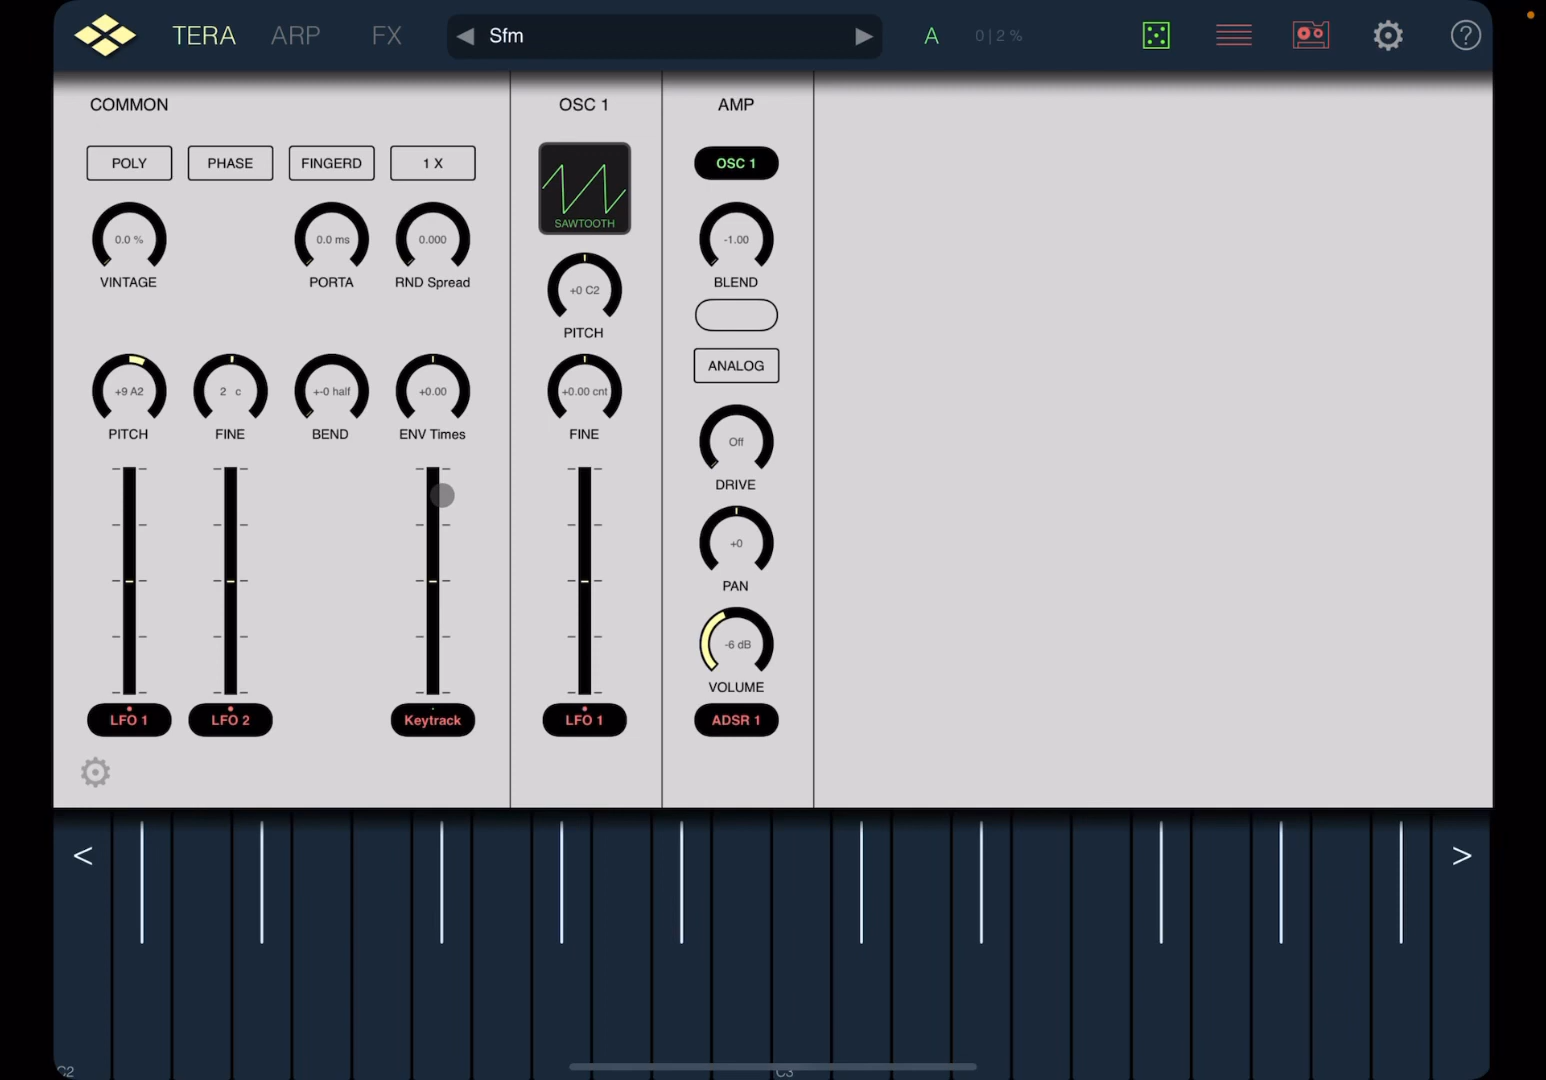 TERA ARP FX ◀ Sfm ▶ A 0 | 2 % ?
COMMON OSC 1 AMP
POLY PHASE FINGERD 1 X OSC 1
SAWTOOTH
0.0 % 0.0 ms 0.000 -1.00
VINTAGE PORTA RND Spread BLEND
+0 C2
PITCH
ANALOG
+9 A2 2 c +-0 half +0.00 +0.00 cnt
PITCH FINE BEND ENV Times FINE
Off
DRIVE
+0
PAN
-6 dB
VOLUME
LFO 1 LFO 2 Keytrack LFO 1 ADSR 1
< >
C2 C3